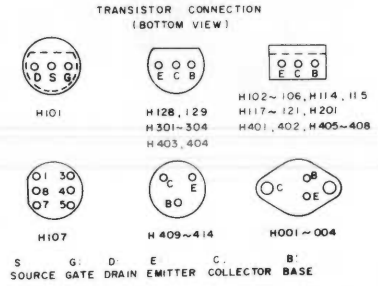 TRANSISTOR CONNECTION
(BOTTOM VIEW)
D S G
E C B
E C B
H101
H128, 129
H301~304
H403, 404
H102~106, H114, 115
H117~121, H201
H401, 402, H405~408
1 3
8 4
7 5
C E
B
C B
E
H107
H409~414
H001~004
S G: D: E C. B:
SOURCE GATE DRAIN EMITTER COLLECTOR BASE